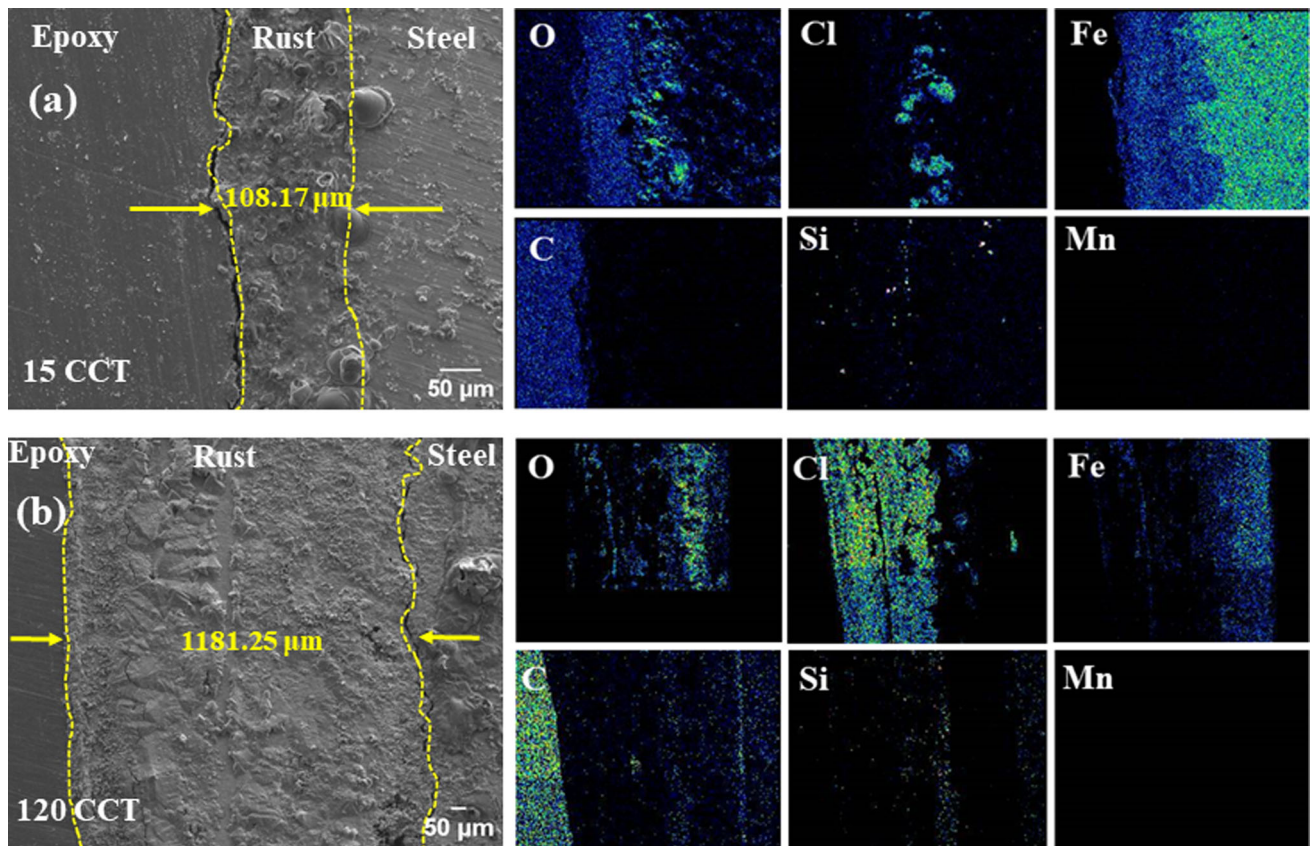 Epoxy Rust Steel
(a)
108.17 µm
15 CCT
50 µm
O Cl Fe
C Si Mn
Epoxy Rust Steel
(b)
1181.25 µm
120 CCT
50 µm
O Cl Fe
C Si Mn